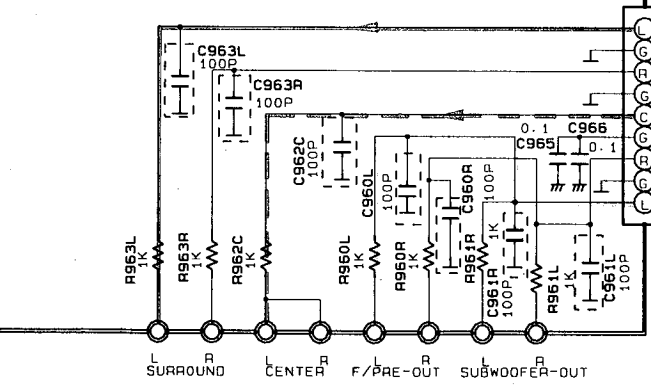 C963L
100P
C963R
100P
C962C
100P
C960L
100P
C960R
100P
0.1
C965
C966
0.1
C961R
100P
C961L
100P
R963L
1K
R963R
1K
R962C
1K
R960L
1K
R960R
1K
R961R
1K
R961L
1K
L
G
R
G
C
G
R
G
L
L R L R L R L R
SURROUND CENTER F/PRE-OUT SUBWOOFER-OUT